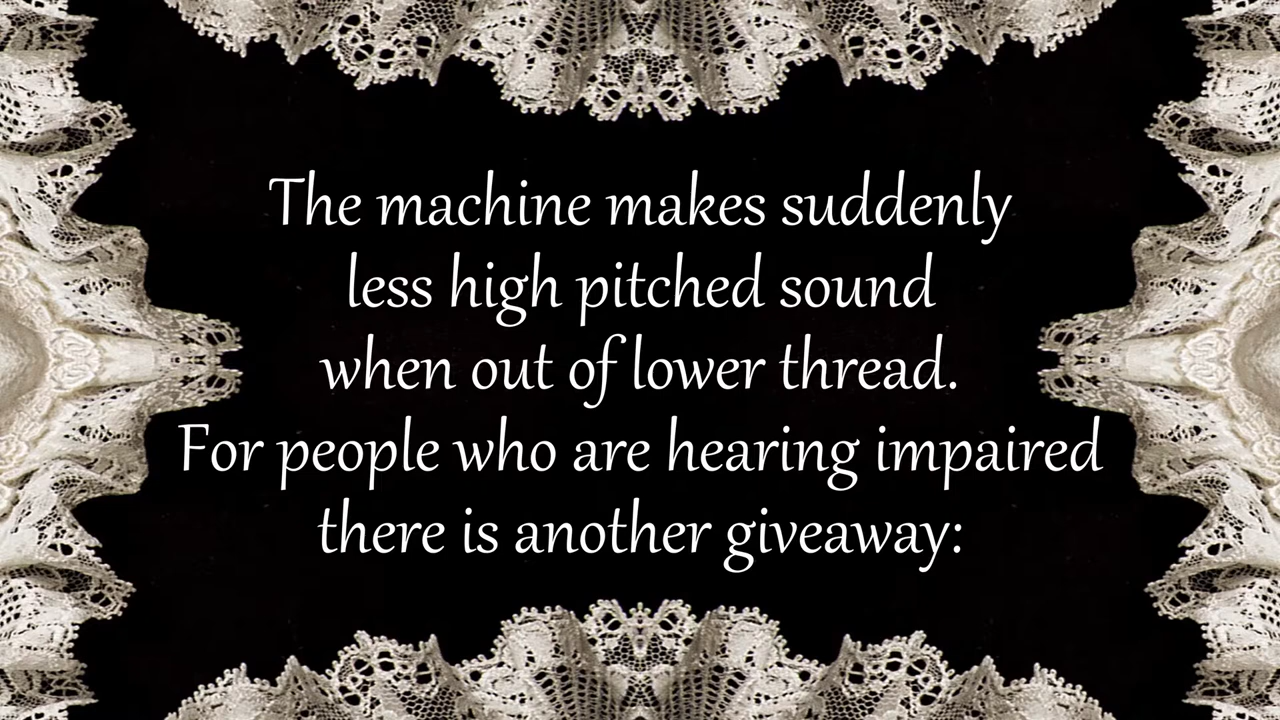 The machine makes suddenly
less high pitched sound
when out of lower thread.
For people who are hearing impaired
there is another giveaway: